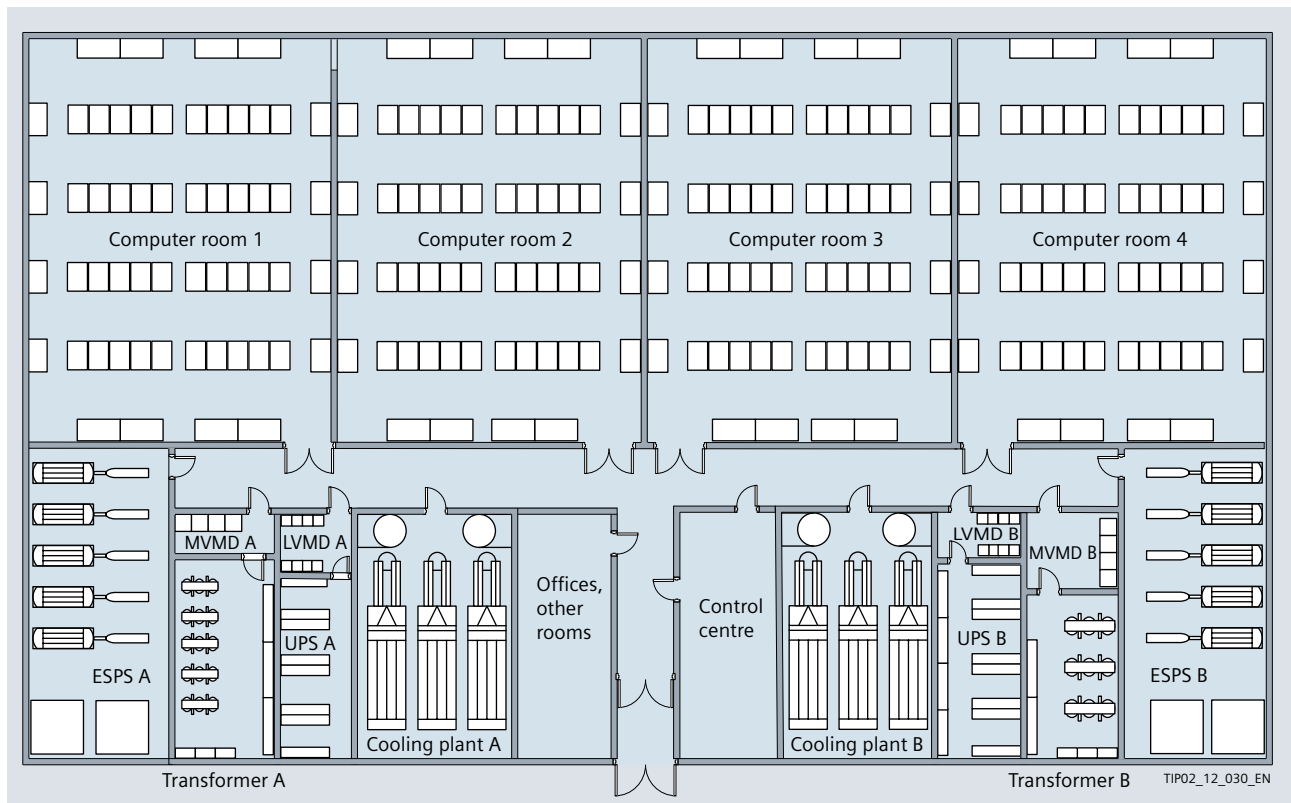 Computer room 1
Computer room 2
Computer room 3
Computer room 4
MVMD A
LVMD A
LVMD B
MVMD B
Offices,
other
rooms
Control
centre
UPS A
UPS B
ESPS A
ESPS B
Cooling plant A
Cooling plant B
Transformer A
Transformer B
TIP02_12_030_EN